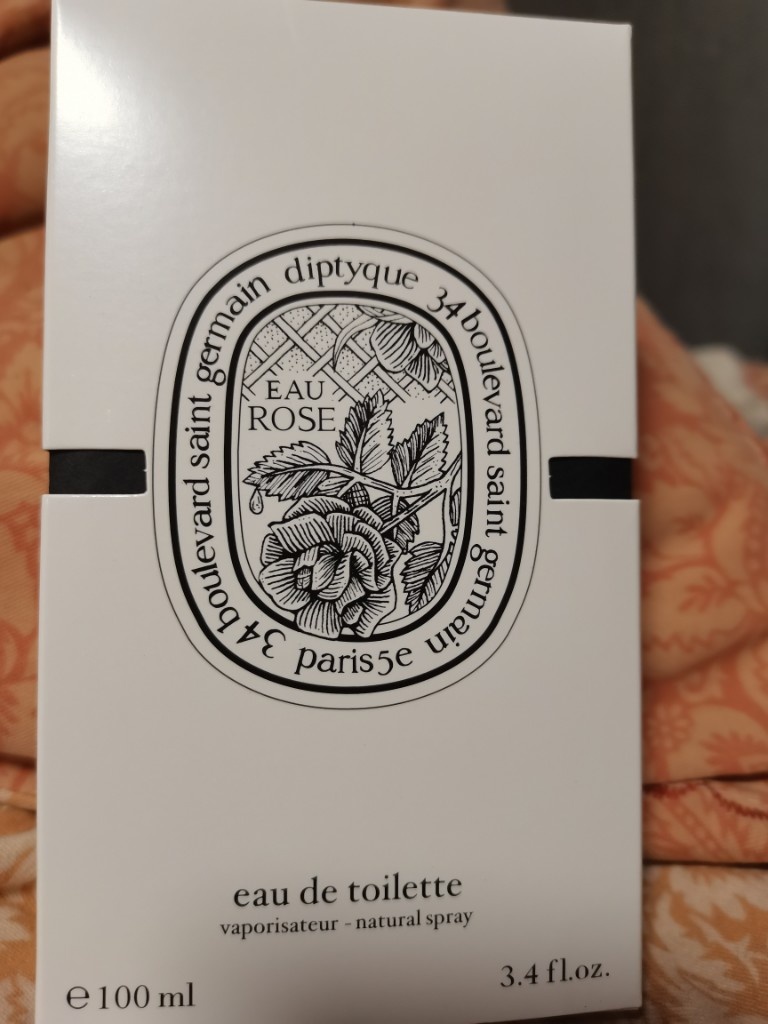 diptyque 34 boulevard saint germain paris 5e 34 boulevard saint germain
EAU
ROSE
eau de toilette
vaporisateur - natural spray
3.4 fl.oz.
℮ 100 ml